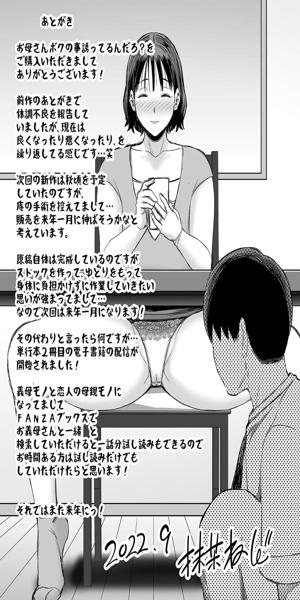 あとがき
お母さんボクの事誘ってるんだろ？を
ご購入いただきまして
ありがとうございます！
前作のあとがきで
体調不良を報告して
いましたが、現在は
良くなったり悪くなったり、を
繰り返してる感じです…笑
次回の新作は秋頃を予定
していたのですが、
痔の手術を控えてまして…
販売を来年一月に伸ばそうかなと
考えています。
原稿自体は完成しているのですが
ストックを作って、ゆとりをもって
身体に負担かけずに作業していきたい
思いが強まってまして…
なので次回は来年一月になります！
その代わりと言ったら何ですが…
単行本2冊目の電子書籍の配信が
開始されました！
義母モノと恋人の母親モノに
なってまして
FANZAブックスで
お義母さんと一緒 と
検索していただけると一話分試し読みもできるので
お時間ある方は試し読みだけでも
していただけたらと思います！
それではまた来年にっ！
2022.9